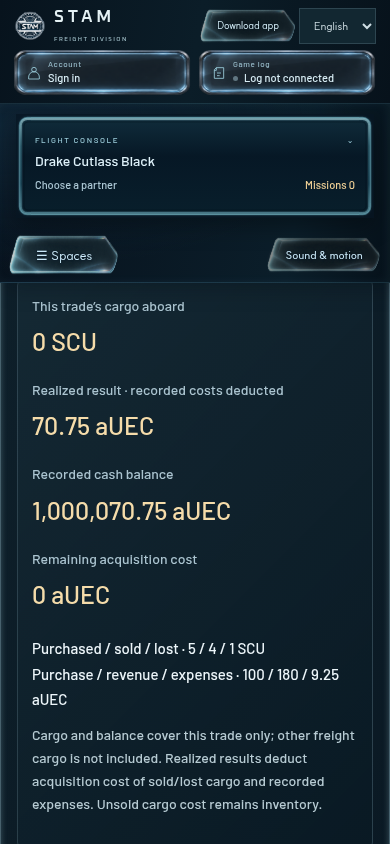 STAM
STAM
FREIGHT DIVISION
Download app
English
Account
Sign in
Game log
Log not connected
FLIGHT CONSOLE
Drake Cutlass Black
Choose a partner
Missions 0
☰ Spaces
Sound & motion
This trade's cargo aboard
0 SCU
Realized result · recorded costs deducted
70.75 aUEC
Recorded cash balance
1,000,070.75 aUEC
Remaining acquisition cost
0 aUEC
Purchased / sold / lost · 5 / 4 / 1 SCU
Purchase / revenue / expenses · 100 / 180 / 9.25
aUEC
Cargo and balance cover this trade only; other freight
cargo is not included. Realized results deduct
acquisition cost of sold/lost cargo and recorded
expenses. Unsold cargo cost remains inventory.